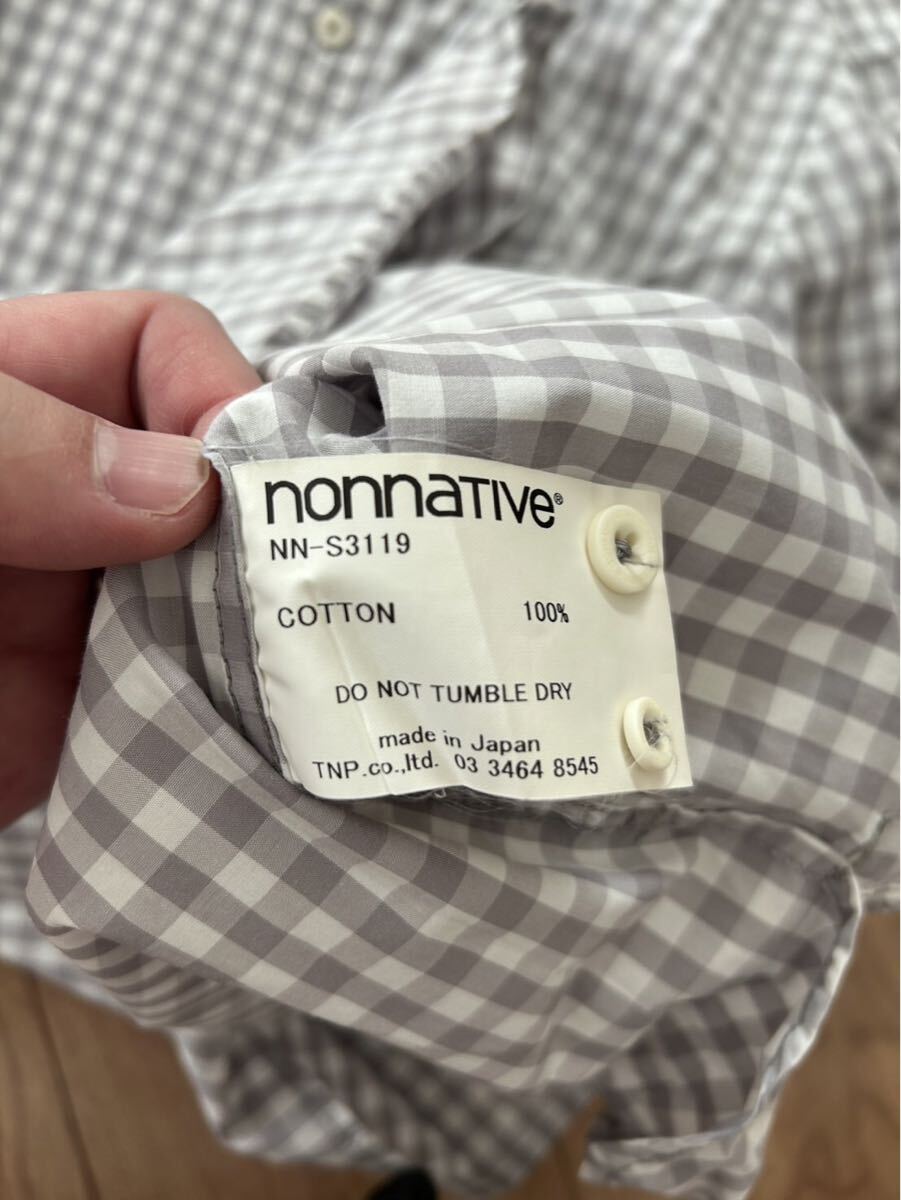 nonnative®
NN-S3119
COTTON 100%
DO NOT TUMBLE DRY
made in Japan
TNP.co.,ltd. 03 3464 8545